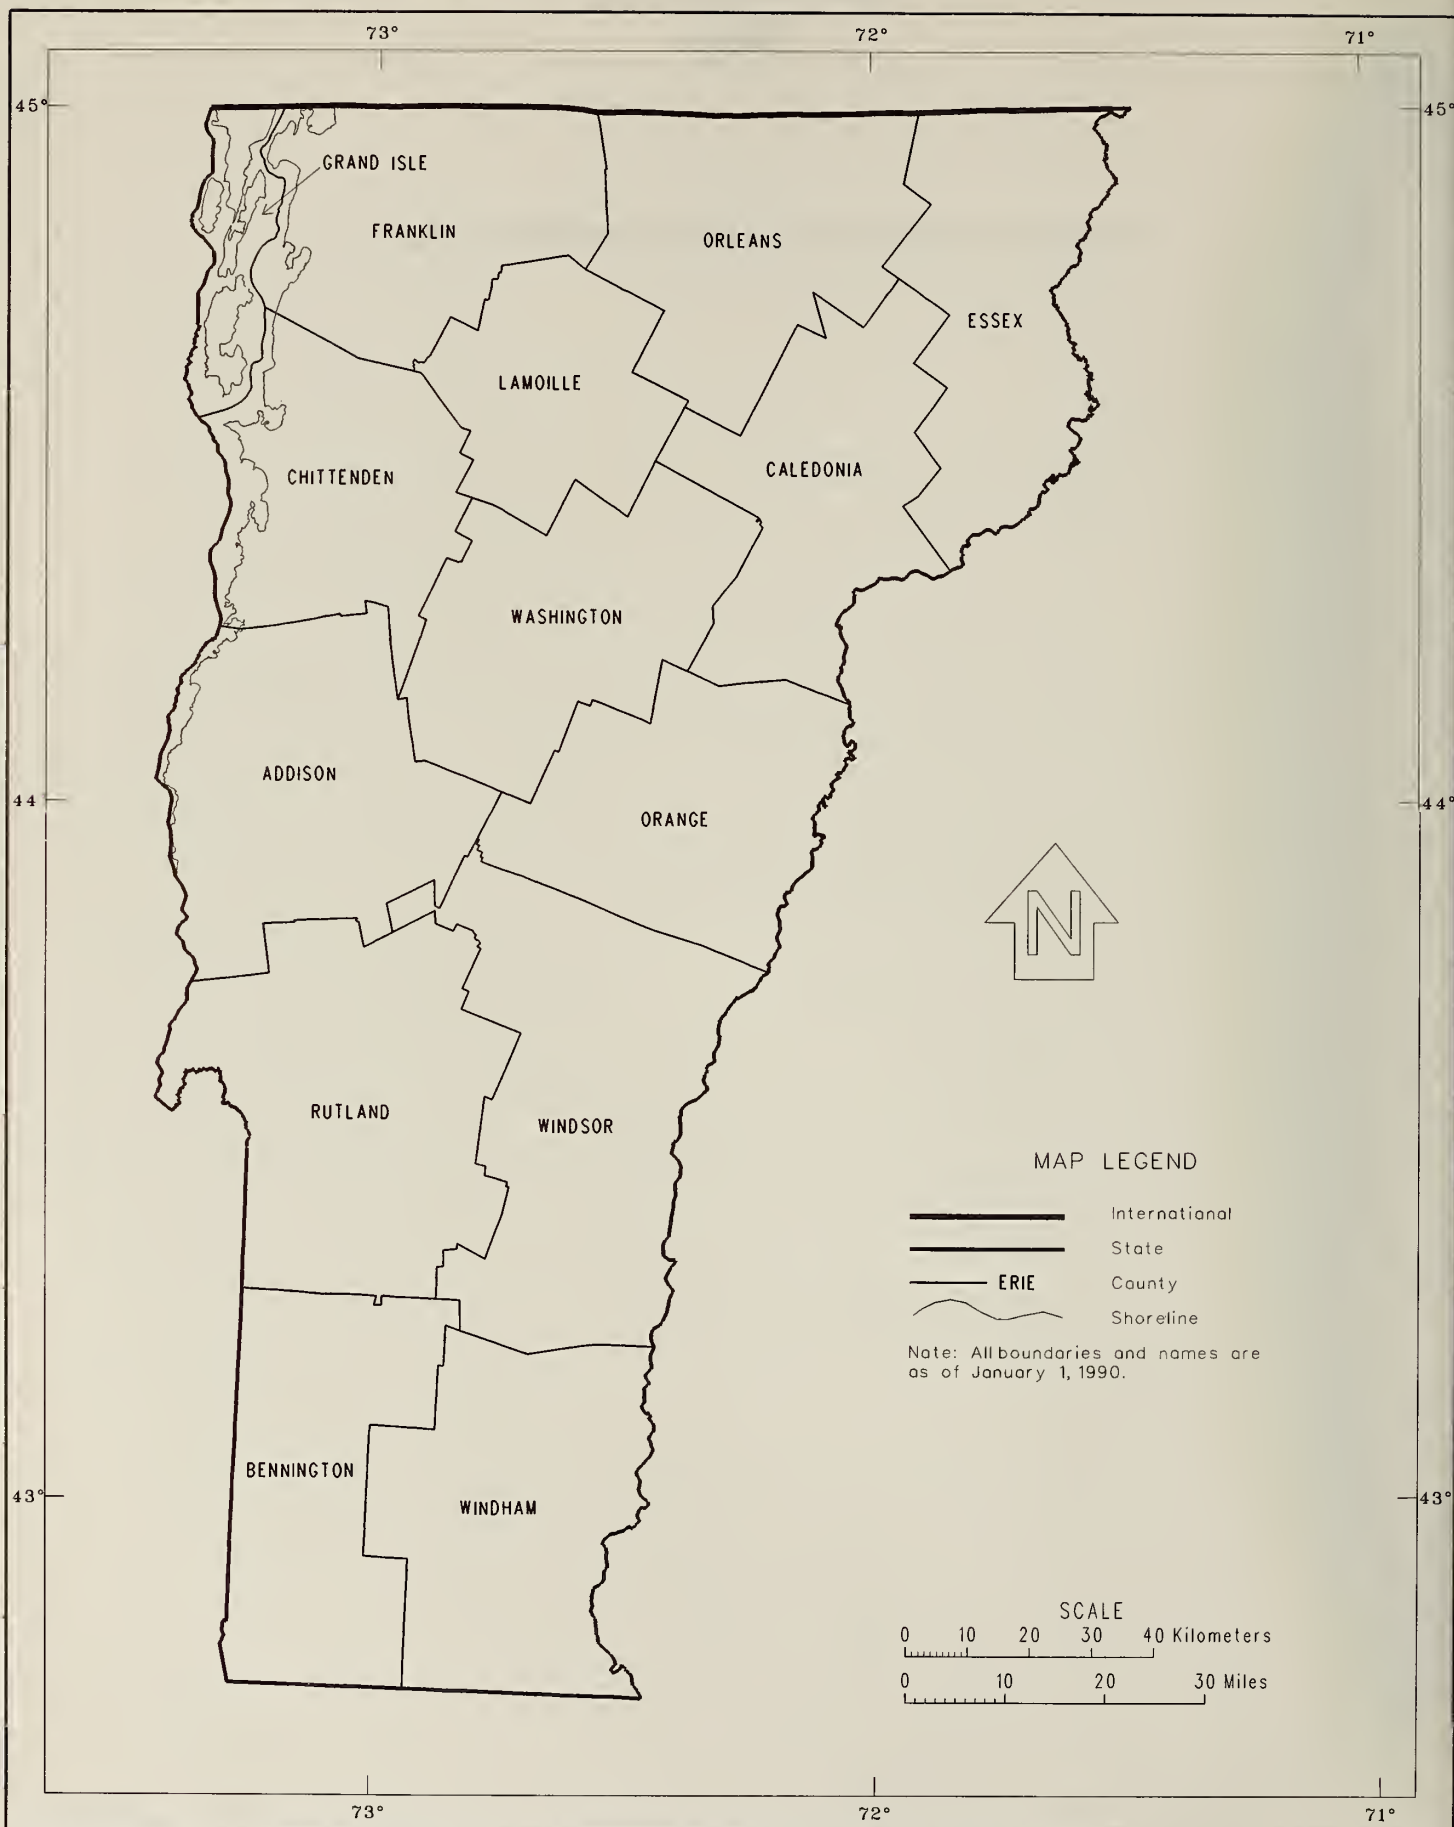 73° 72° 71°
45° 45°
GRAND ISLE
FRANKLIN
ORLEANS
ESSEX
LAMOILLE
CALEDONIA
CHITTENDEN
WASHINGTON
ADDISON
44 44°
ORANGE
N
RUTLAND
WINDSOR
MAP LEGEND
International
State
ERIE County
Shoreline
Note: All boundaries and names are
as of January 1, 1990.
BENNINGTON
43° 43°
WINDHAM
SCALE
0 10 20 30 40 Kilometers
0 10 20 30 Miles
73° 72° 71°